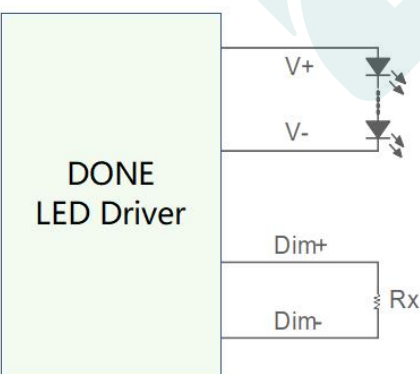 V+
V-
DONE
LED Driver
Dim+
Rx
Dim-